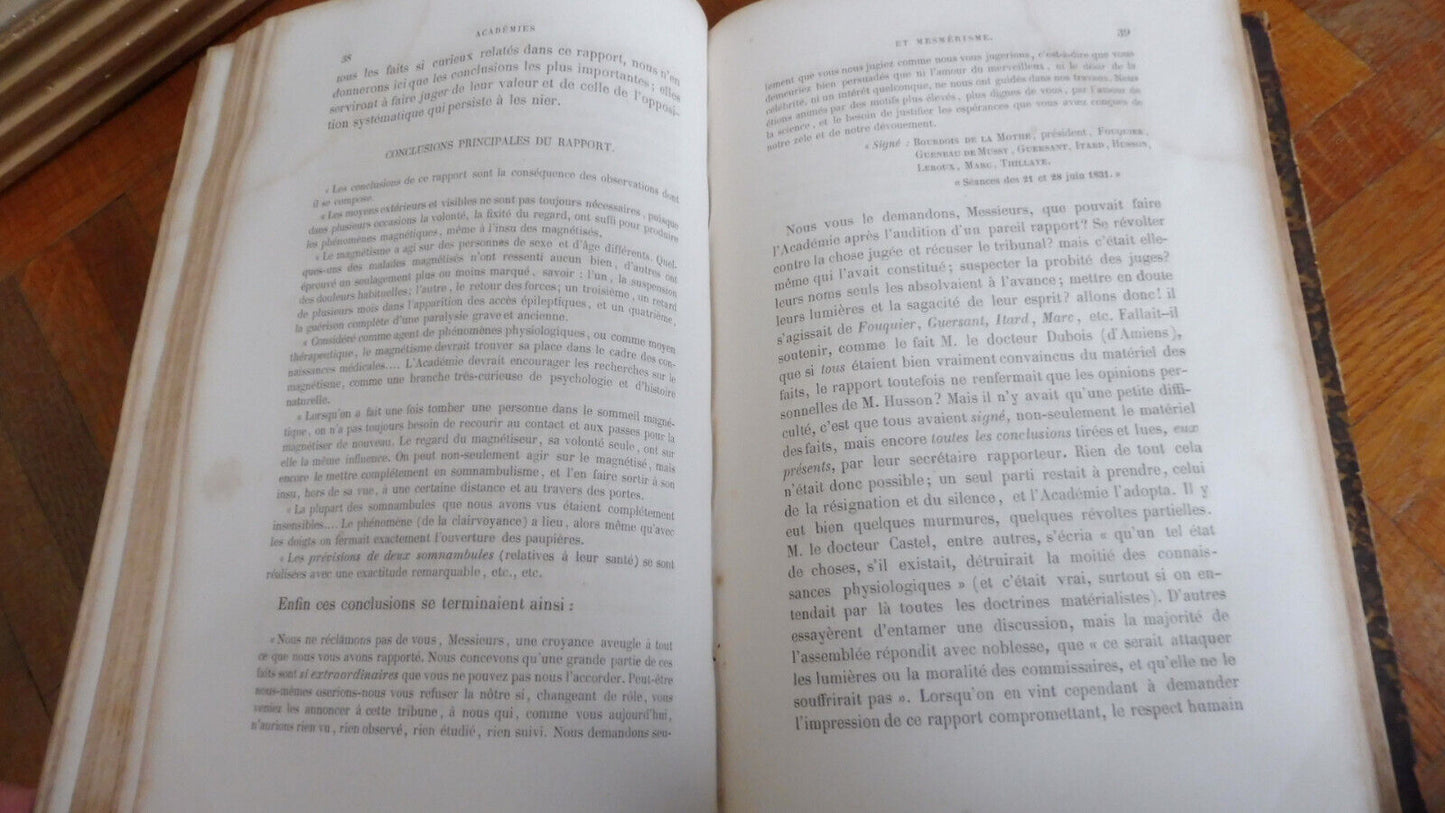 38
ACADÉMIES
tous les faits si curieux relatés dans ce rapport, nous n'en
donnerons ici que les conclusions les plus importantes; elles
serviront à faire juger de leur valeur et de celle de l'opposi-
tion systématique qui persiste à les nier.
CONCLUSIONS PRINCIPALES DU RAPPORT.
« Les conclusions de ce rapport sont la conséquence des observations dont
il se compose.
« Les moyens extérieurs et visibles ne sont pas toujours nécessaires, puisque
dans plusieurs occasions la volonté, la fixité du regard, ont suffi pour produire
les phénomènes magnétiques, même à l'insu des magnétisés.
« Le magnétisme a agi sur des personnes de sexe et d'âge différents. Quel-
ques-uns des malades magnétisés n'ont ressenti aucun bien, d'autres ont
éprouvé un soulagement plus ou moins marqué, savoir : l'un, la suspension
des douleurs habituelles; l'autre, le retour des forces; un troisième, un retard
de plusieurs mois dans l'apparition des accès épileptiques, et un quatrième,
la guérison complète d'une paralysie grave et ancienne.
« Considéré comme agent de phénomènes physiologiques, ou comme moyen
thérapeutique, le magnétisme devrait trouver sa place dans le cadre des con-
naissances médicales.... L'Académie devrait encourager les recherches sur le
magnétisme, comme une branche très-curieuse de psychologie et d'histoire
naturelle.
« Lorsqu'on a fait une fois tomber une personne dans le sommeil magné-
tique, on n'a pas toujours besoin de recourir au contact et aux passes pour la
magnétiser de nouveau. Le regard du magnétiseur, sa volonté seule, ont sur
elle la même influence. On peut non-seulement agir sur le magnétisé, mais
encore le mettre complétement en somnambulisme, et l'en faire sortir à son
insu, hors de sa vue, à une certaine distance et au travers des portes.
« La plupart des somnambules que nous avons vus étaient complétement
insensibles.... Le phénomène (de la clairvoyance) a lieu, alors même qu'avec
les doigts on fermait exactement l'ouverture des paupières.
« Les prévisions de deux somnambules (relatives à leur santé) se sont
réalisées avec une exactitude remarquable, etc., etc.
Enfin ces conclusions se terminaient ainsi :
« Nous ne réclamons pas de vous, Messieurs, une croyance aveugle à tout
ce que nous vous avons rapporté. Nous concevons qu'une grande partie de ces
faits sont si extraordinaires que vous ne pouvez pas nous l'accorder. Peut-être
nous-mêmes oserions-nous vous refuser la nôtre si, changeant de rôle, vous
veniez les annoncer à cette tribune, à nous qui, comme vous aujourd'hui,
n'aurions rien vu, rien observé, rien étudié, rien suivi. Nous demandons seu-
ET MESMÉRISME.
39
lement que vous nous jugiez comme nous vous jugerions, c'est-à-dire que vous
demeuriez bien persuadés que ni l'amour du merveilleux, ni le désir de la
célébrité, ni un intérêt quelconque, ne nous ont guidés dans nos travaux. Nous
étions animés par des motifs plus élevés, plus dignes de vous, par l'amour de
la science, et le besoin de justifier les espérances que vous avez conçues de
notre zèle et de notre dévouement.
« Signé : BOURDOIS DE LA MOTHE, président, FOUQUIER,
GUENEAU DE MUSSY, GUERSANT, ITARD, HUSSON,
LEROUX, MARC, THILLAYE.
« Séances des 21 et 28 juin 1831. »
Nous vous le demandons, Messieurs, que pouvait faire
l'Académie après l'audition d'un pareil rapport? Se révolter
contre la chose jugée et récuser le tribunal? mais c'était elle-
même qui l'avait constitué; suspecter la probité des juges?
leurs noms seuls les absolvaient à l'avance; mettre en doute
leurs lumières et la sagacité de leur esprit? allons donc! il
s'agissait de Fouquier, Guersant, Itard, Marc, etc. Fallait-il
soutenir, comme le fait M. le docteur Dubois (d'Amiens),
que si tous étaient bien vraiment convaincus du matériel des
faits, le rapport toutefois ne renfermait que les opinions per-
sonnelles de M. Husson? Mais il n'y avait qu'une petite diffi-
culté, c'est que tous avaient signé, non-seulement le matériel
des faits, mais encore toutes les conclusions tirées et lues, eux
présents, par leur secrétaire rapporteur. Rien de tout cela
n'était donc possible; un seul parti restait à prendre, celui
de la résignation et du silence, et l'Académie l'adopta. Il y
eut bien quelques murmures, quelques révoltes partielles.
M. le docteur Castel, entre autres, s'écria « qu'un tel état
de choses, s'il existait, détruirait la moitié des connais-
sances physiologiques » (et c'était vrai, surtout si on en-
tendait par là toutes les doctrines matérialistes). D'autres
essayèrent d'entamer une discussion, mais la majorité de
l'assemblée répondit avec noblesse, que « ce serait attaquer
les lumières ou la moralité des commissaires, et qu'elle ne le
souffrirait pas ». Lorsqu'on en vint cependant à demander
l'impression de ce rapport compromettant, le respect humain